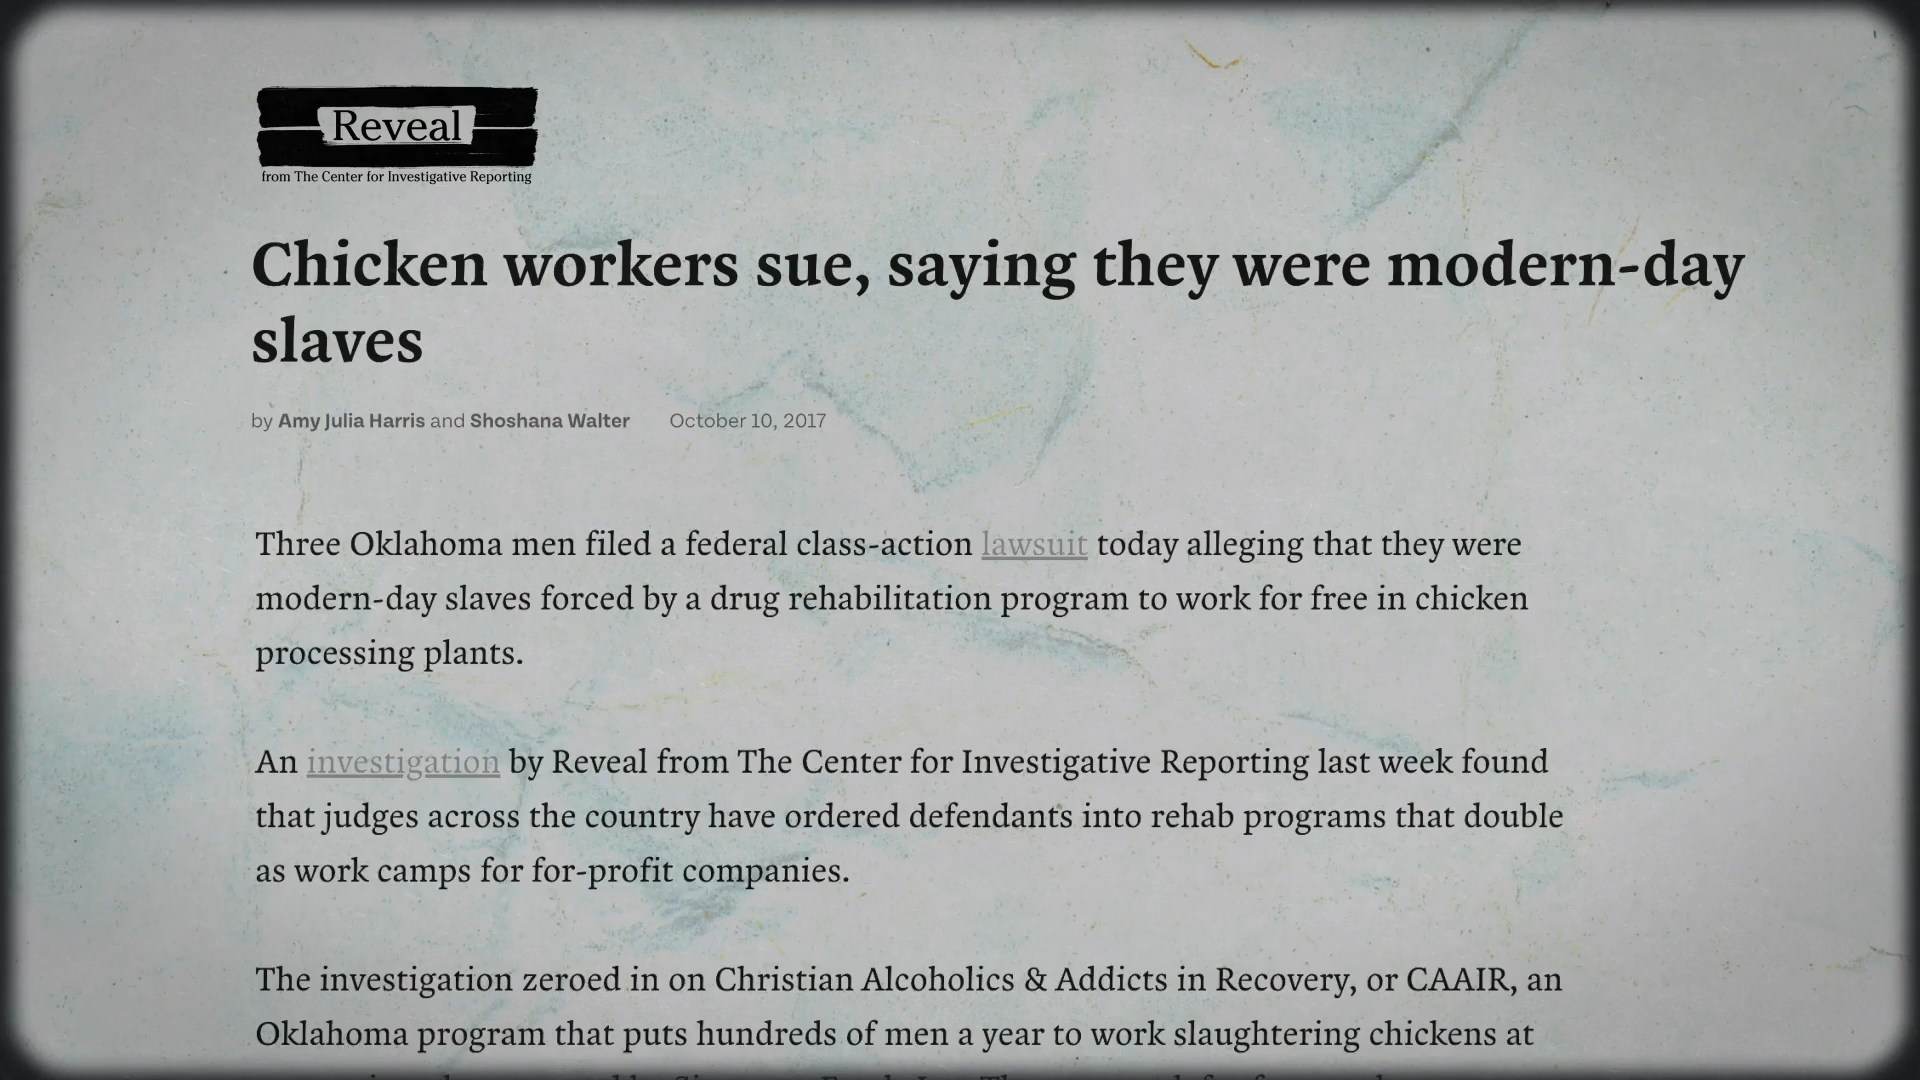 Reveal
from The Center for Investigative Reporting
Chicken workers sue, saying they were modern-day
slaves
by Amy Julia Harris and Shoshana Walter October 10, 2017
Three Oklahoma men filed a federal class-action lawsuit today alleging that they were
modern-day slaves forced by a drug rehabilitation program to work for free in chicken
processing plants.
An investigation by Reveal from The Center for Investigative Reporting last week found
that judges across the country have ordered defendants into rehab programs that double
as work camps for for-profit companies.
The investigation zeroed in on Christian Alcoholics & Addicts in Recovery, or CAAIR, an
Oklahoma program that puts hundreds of men a year to work slaughtering chickens at